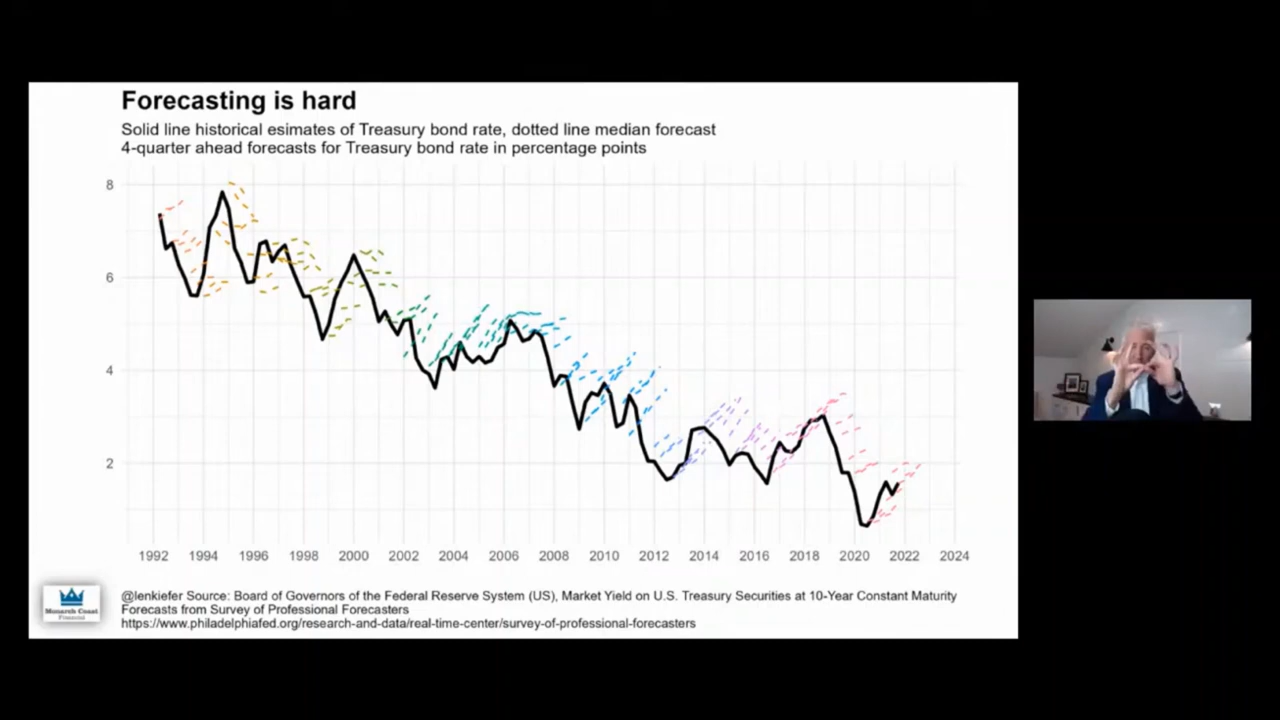 Forecasting is hard
Solid line historical esimates of Treasury bond rate, dotted line median forecast
4-quarter ahead forecasts for Treasury bond rate in percentage points
8
6
4
2
1992 1994 1996 1998 2000 2002 2004 2006 2008 2010 2012 2014 2016 2018 2020 2022 2024
@lenkiefer Source: Board of Governors of the Federal Reserve System (US), Market Yield on U.S. Treasury Securities at 10-Year Constant Maturity
Forecasts from Survey of Professional Forecasters
https://www.philadelphiafed.org/research-and-data/real-time-center/survey-of-professional-forecasters
Monarch Coast
Financial